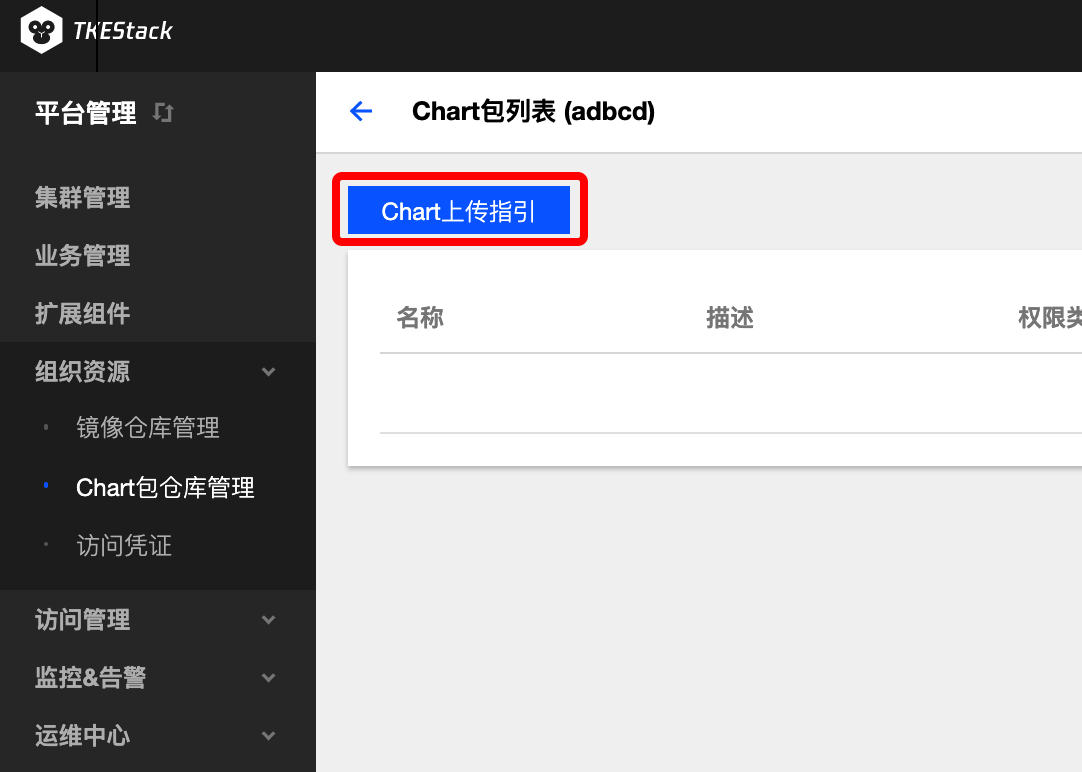 TKEStack
平台管理
集群管理
业务管理
扩展组件
组织资源
镜像仓库管理
Chart包仓库管理
访问凭证
访问管理
监控&告警
运维中心
Chart包列表 (adbcd)
Chart上传指引
名称 描述 权限类